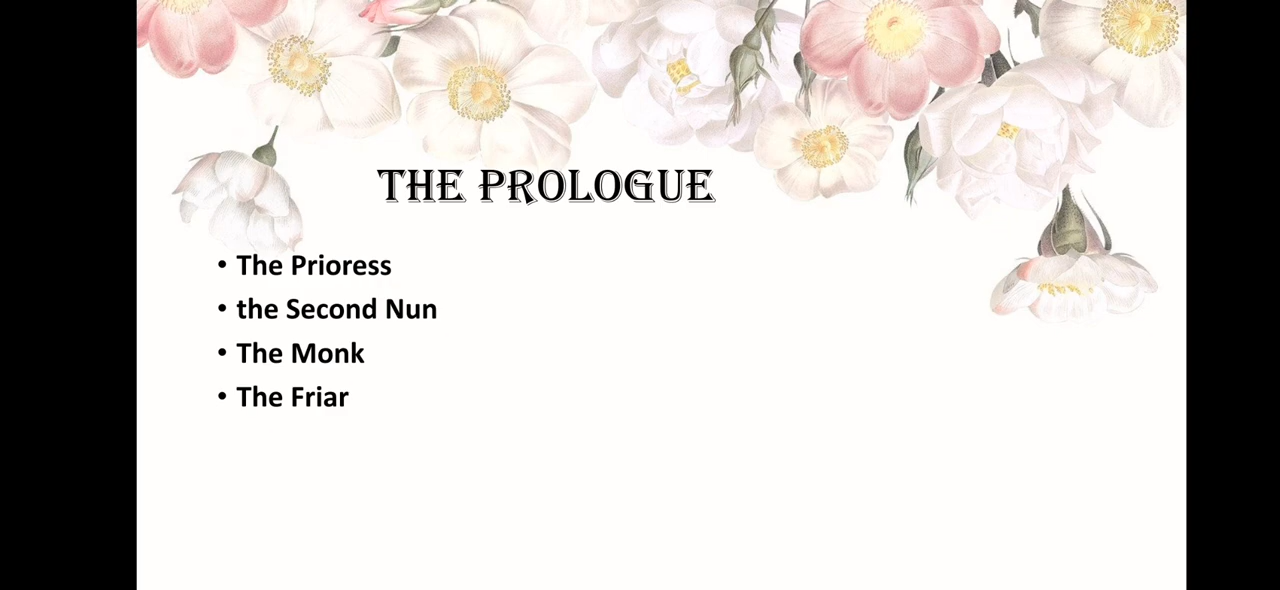 THE PROLOGUE
• The Prioress
• the Second Nun
• The Monk
• The Friar